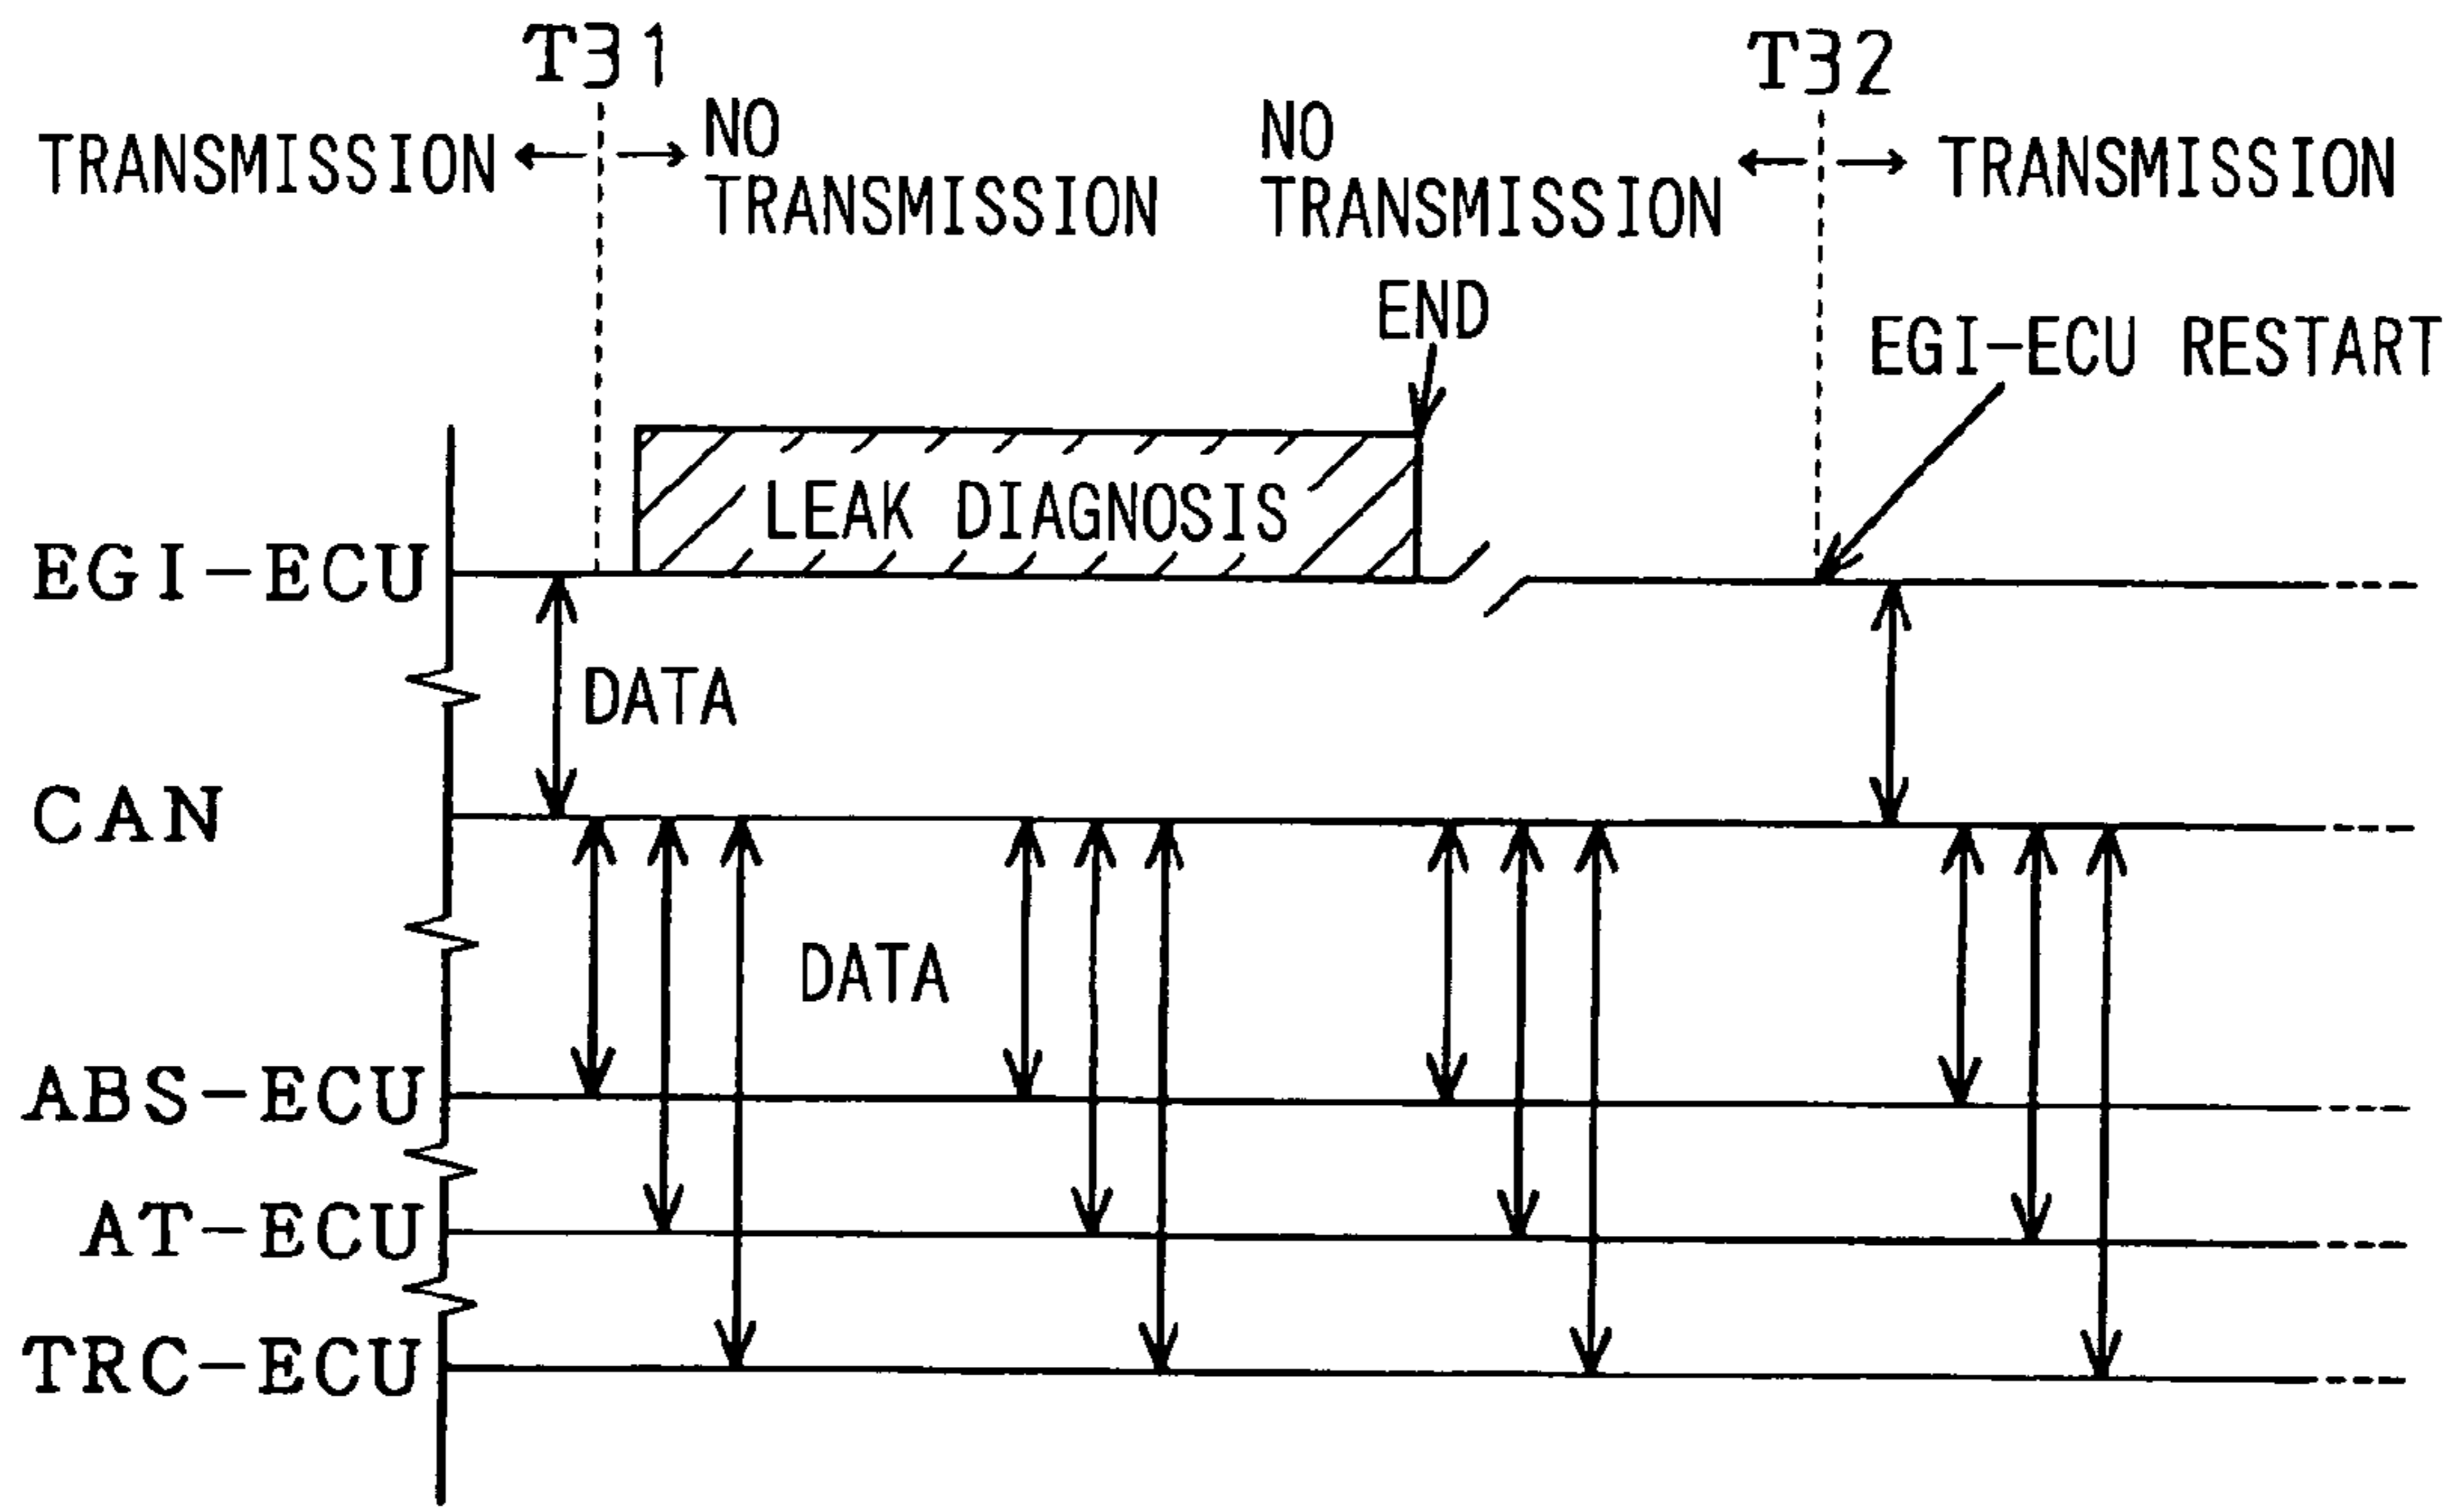 T31
T32
TRANSMISSION
NO
TRANSMISSION
NO
TRANSMISSION
TRANSMISSION
END
EGI-ECU RESTART
LEAK DIAGNOSIS
EGI-ECU
DATA
CAN
DATA
ABS-ECU
AT-ECU
TRC-ECU